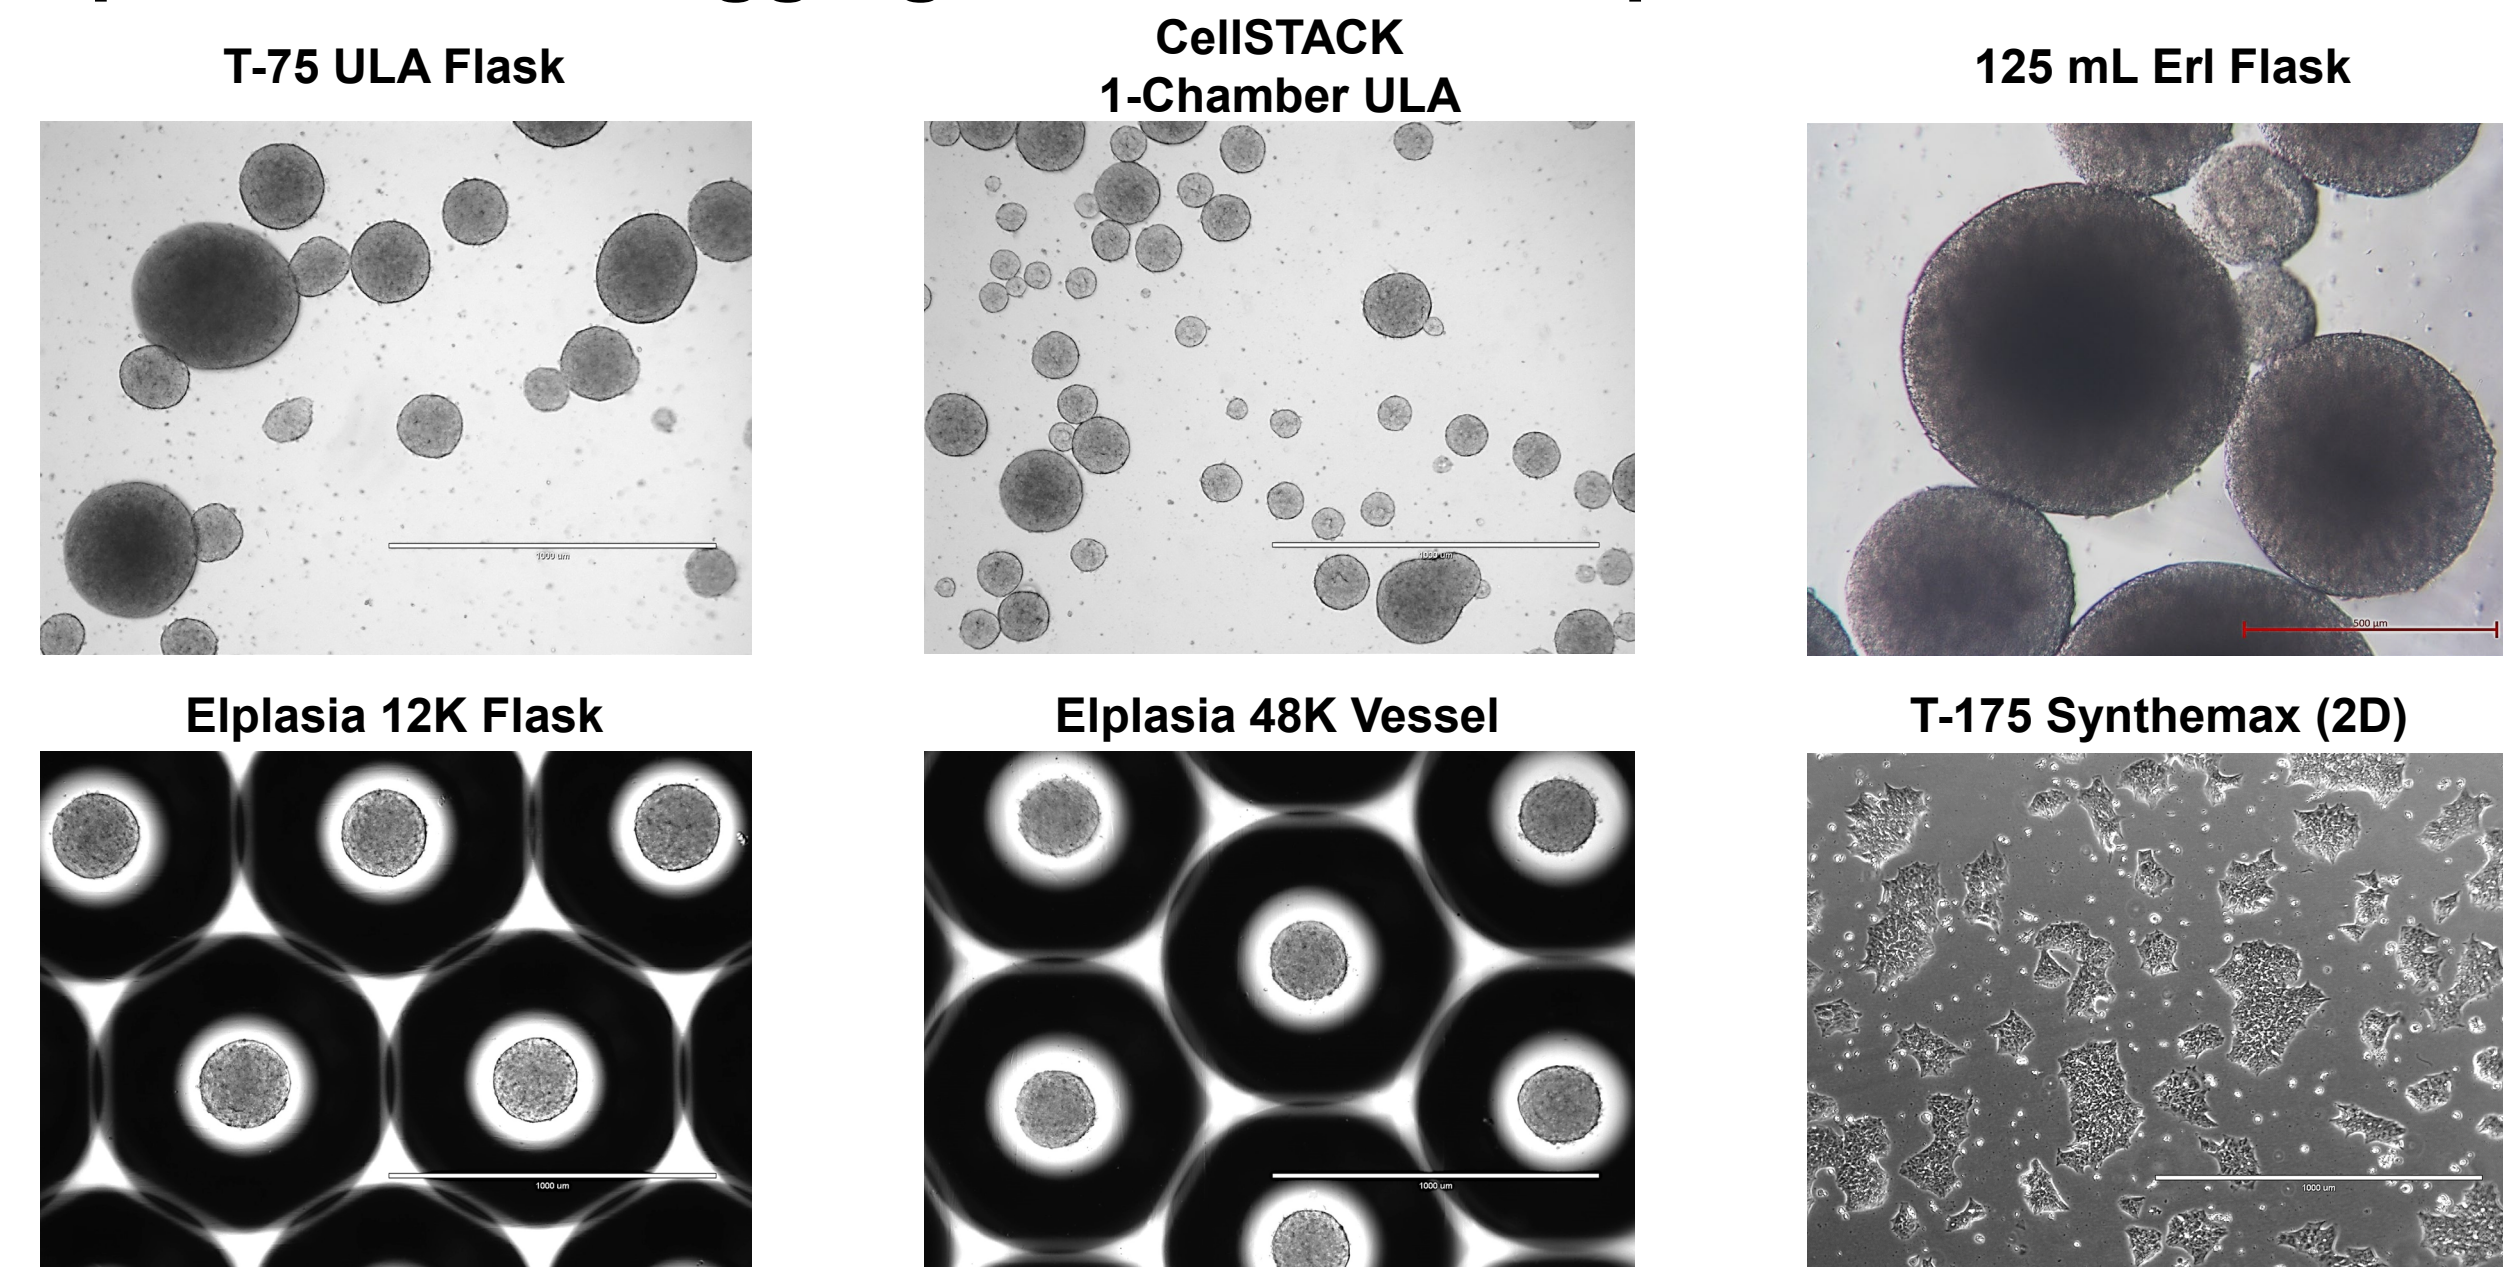 T-75 ULA Flask
CellSTACK
1-Chamber ULA
125 mL Erl Flask
1000 um
1000 um
500 µm
Elplasia 12K Flask
Elplasia 48K Vessel
T-175 Synthemax (2D)
1000 um
1000 um
1000 um